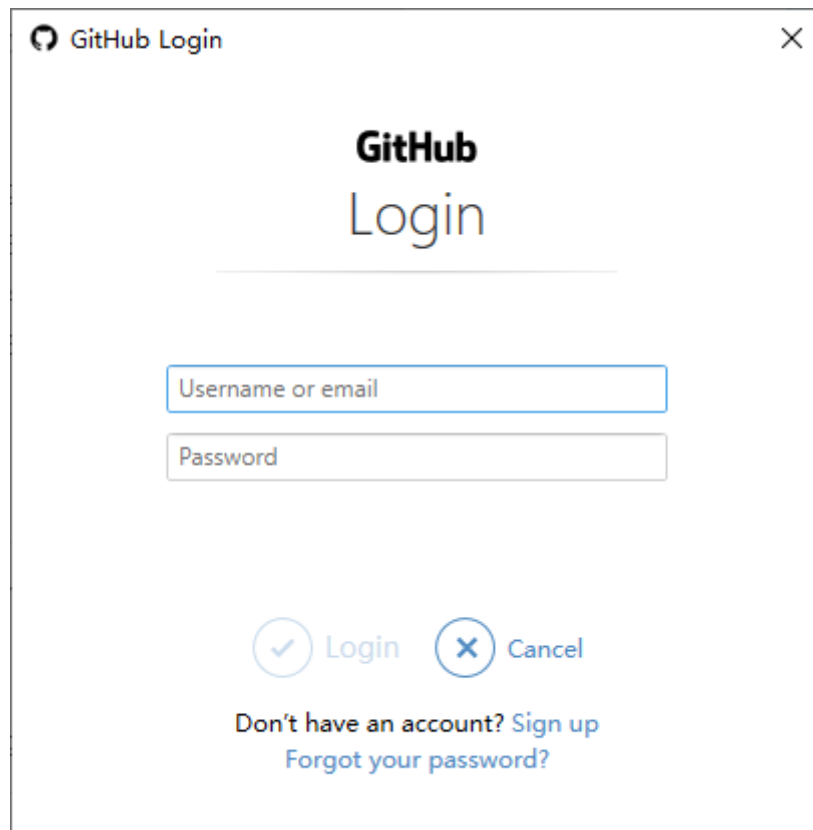 GitHub Login
GitHub
Login
Username or email
Password
Login Cancel
Don’t have an account? Sign up
Forgot your password?